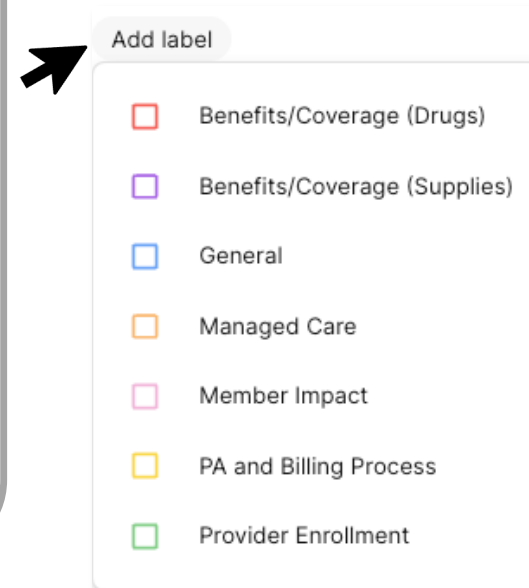 Add label
Benefits/Coverage (Drugs)
Benefits/Coverage (Supplies)
General
Managed Care
Member Impact
PA and Billing Process
Provider Enrollment